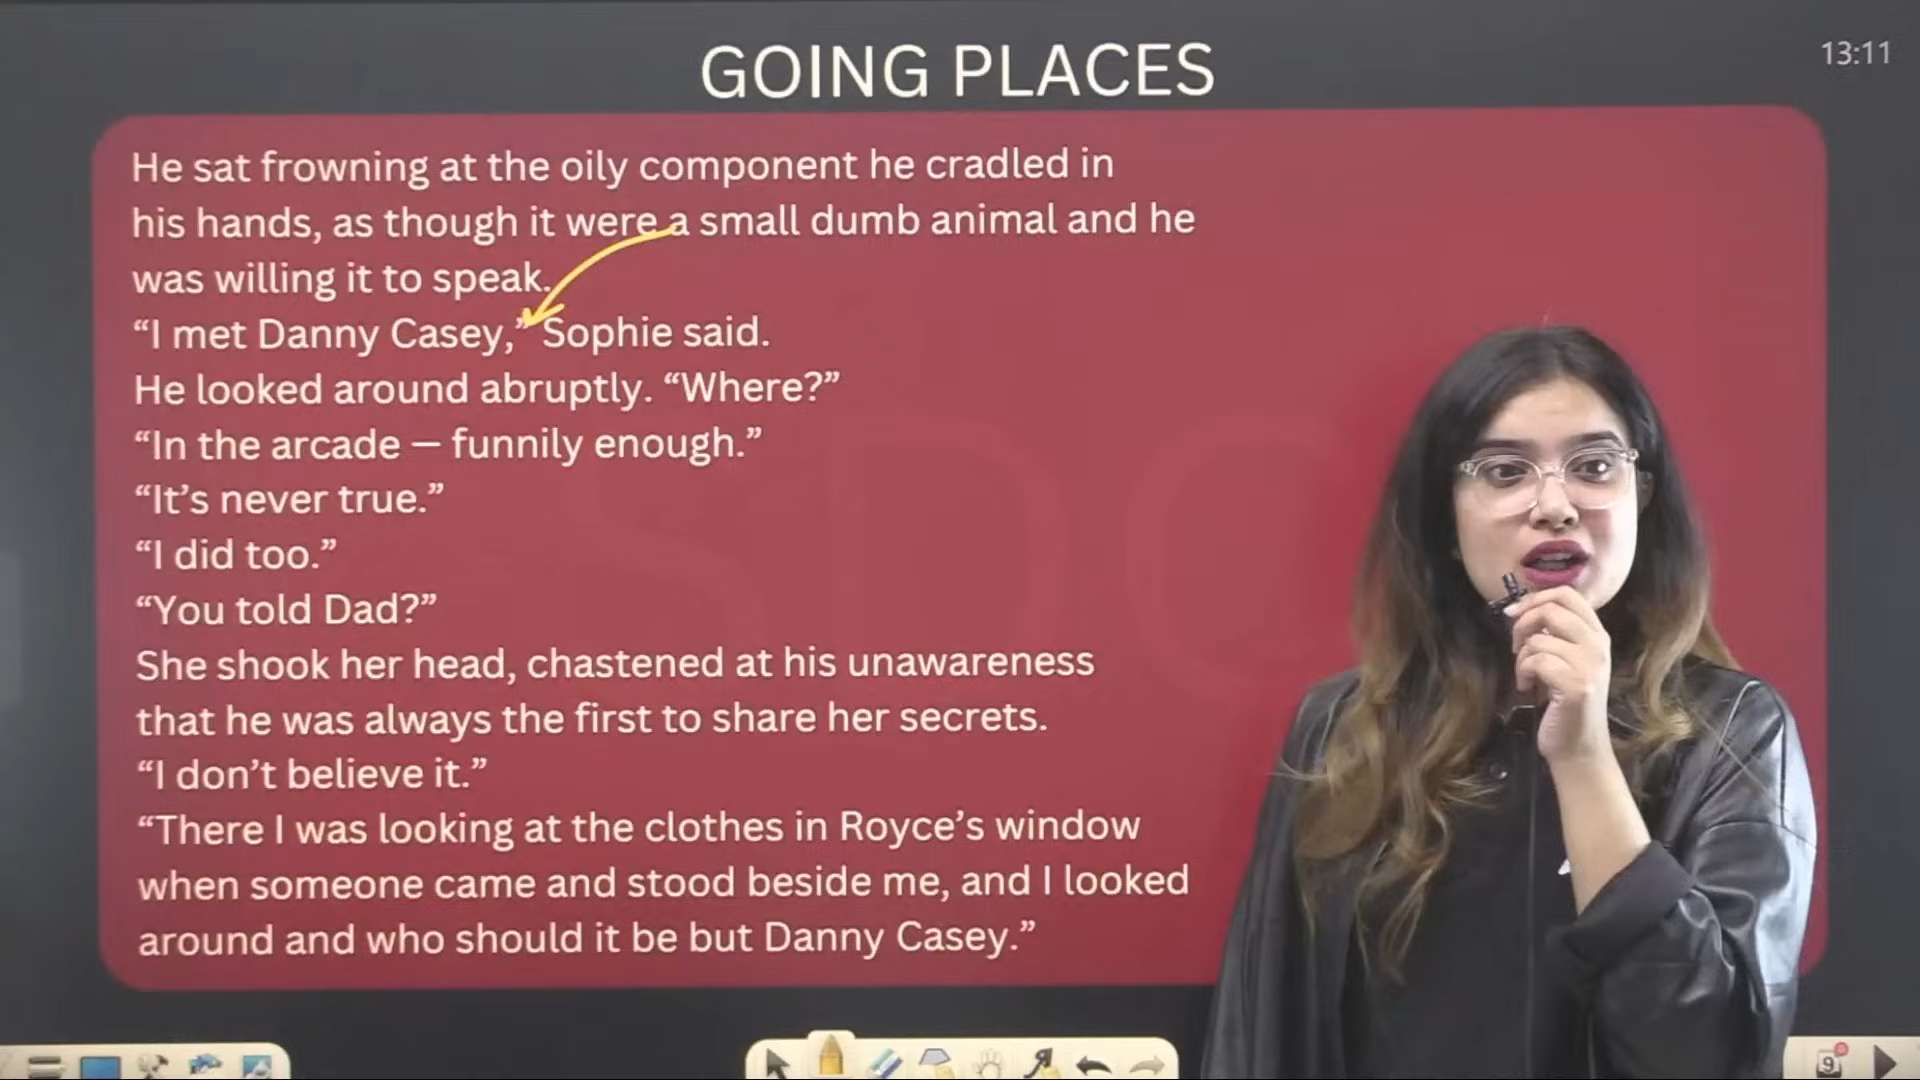 GOING PLACES
13:11
He sat frowning at the oily component he cradled in
his hands, as though it were a small dumb animal and he
was willing it to speak.
“I met Danny Casey,” Sophie said.
He looked around abruptly. “Where?”
“In the arcade — funnily enough.”
“It’s never true.”
“I did too.”
“You told Dad?”
She shook her head, chastened at his unawareness
that he was always the first to share her secrets.
“I don’t believe it.”
“There I was looking at the clothes in Royce’s window
when someone came and stood beside me, and I looked
around and who should it be but Danny Casey.”
9